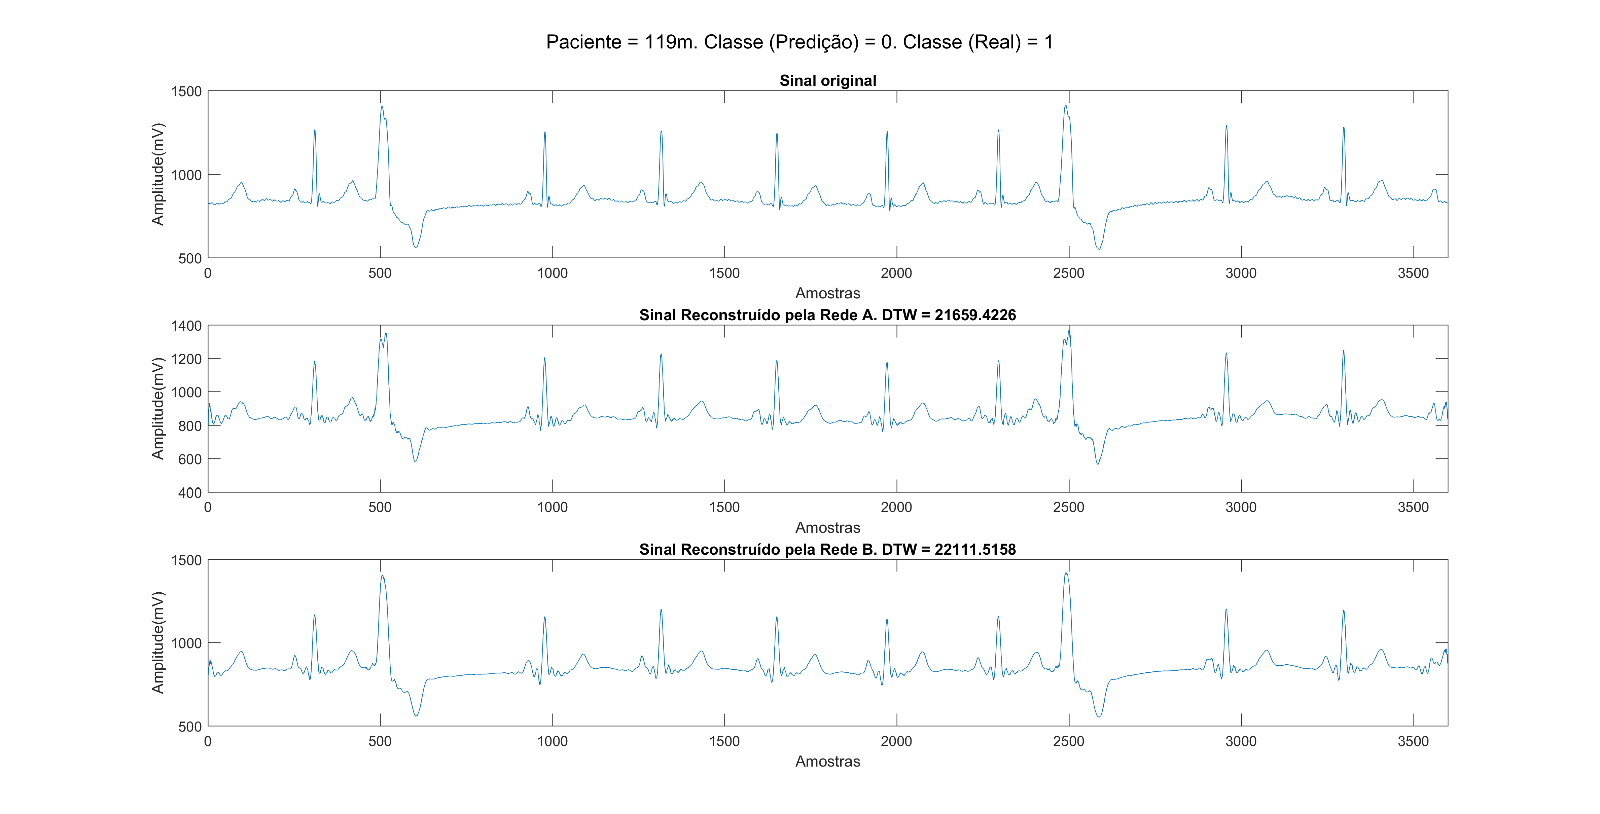 Paciente = 119m. Classe (Predição) = 0. Classe (Real) = 1
Sinal original
Amplitude(mV)
1500
1000
500
0 500 1000 1500 2000 2500 3000 3500
Amostras
Sinal Reconstruído pela Rede A. DTW = 21659.4226
Amplitude(mV)
1400
1200
1000
800
600
400
0 500 1000 1500 2000 2500 3000 3500
Amostras
Sinal Reconstruído pela Rede B. DTW = 22111.5158
Amplitude(mV)
1500
1000
500
0 500 1000 1500 2000 2500 3000 3500
Amostras